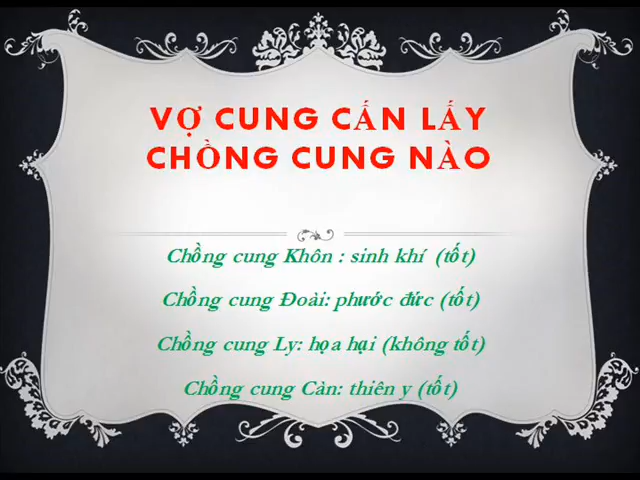 VỢ CUNG CẤN LẤY
CHỒNG CUNG NÀO
Chồng cung Khôn : sinh khí (tốt)
Chồng cung Đoài: phước đức (tốt)
Chồng cung Ly: họa hại (không tốt)
Chồng cung Càn: thiên y (tốt)